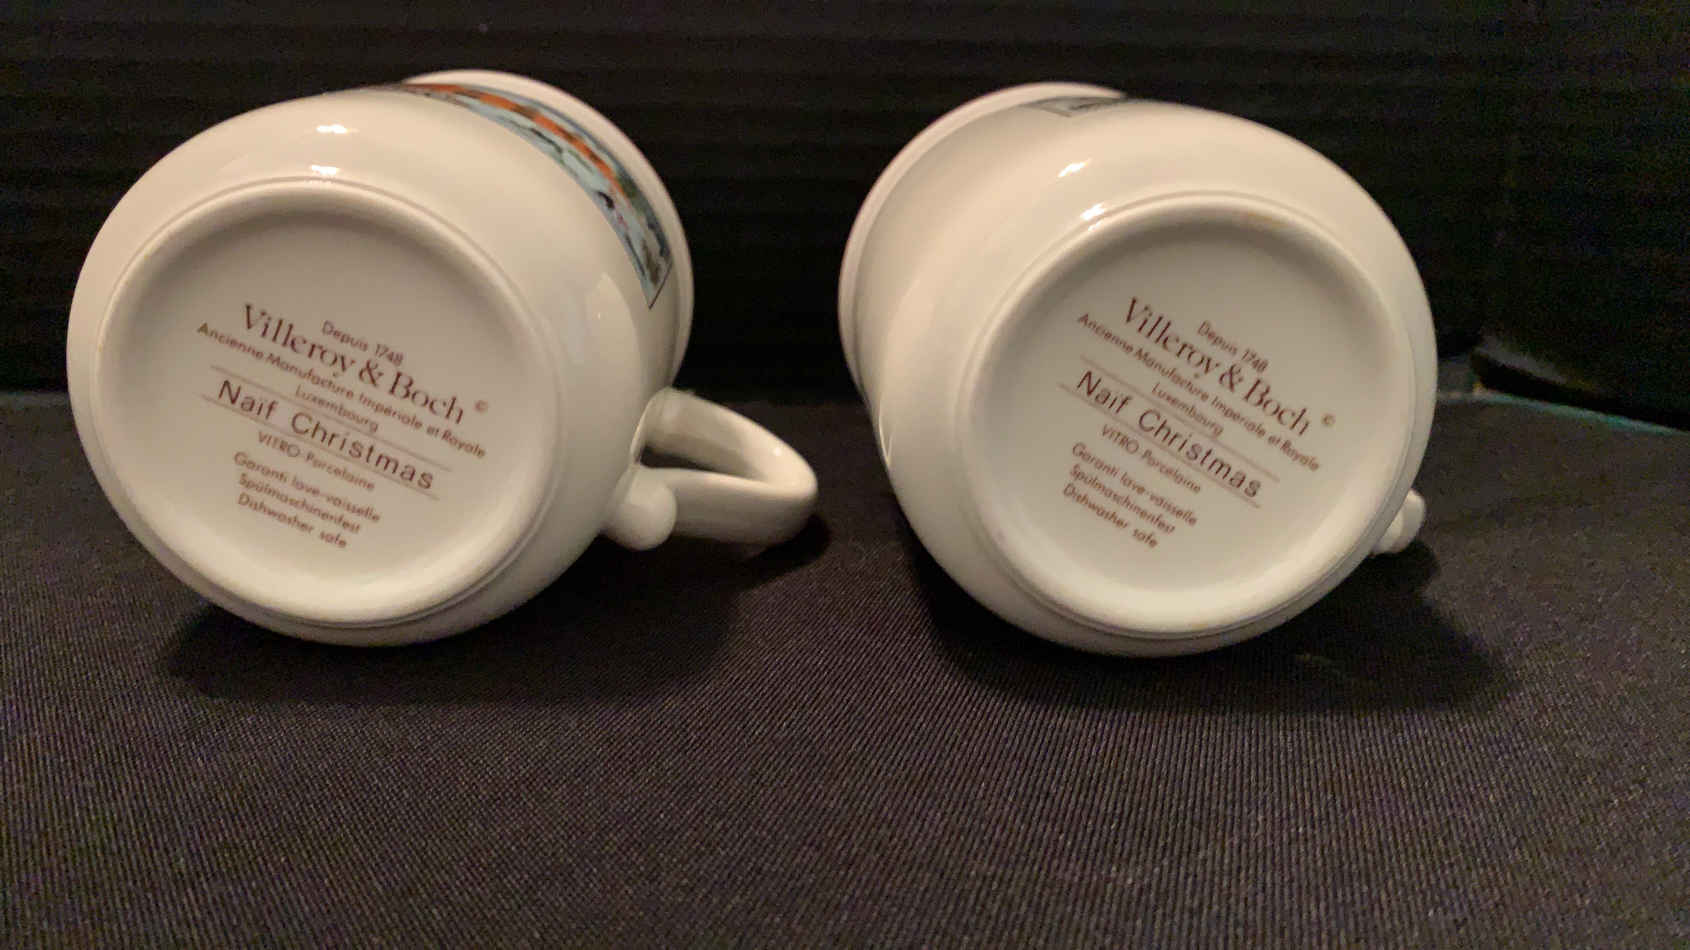 Depuis 1748
Villeroy & Boch ©
Ancienne Manufacture Impériale et Royale
Luxembourg
Naïf Christmas
VITRO-Porcelaine
Garanti lave-vaisselle
Spülmaschinenfest
Dishwasher safe
Depuis 1748
Villeroy & Boch ©
Ancienne Manufacture Impériale et Royale
Luxembourg
Naïf Christmas
VITRO-Porcelaine
Garanti lave-vaisselle
Spülmaschinenfest
Dishwasher safe